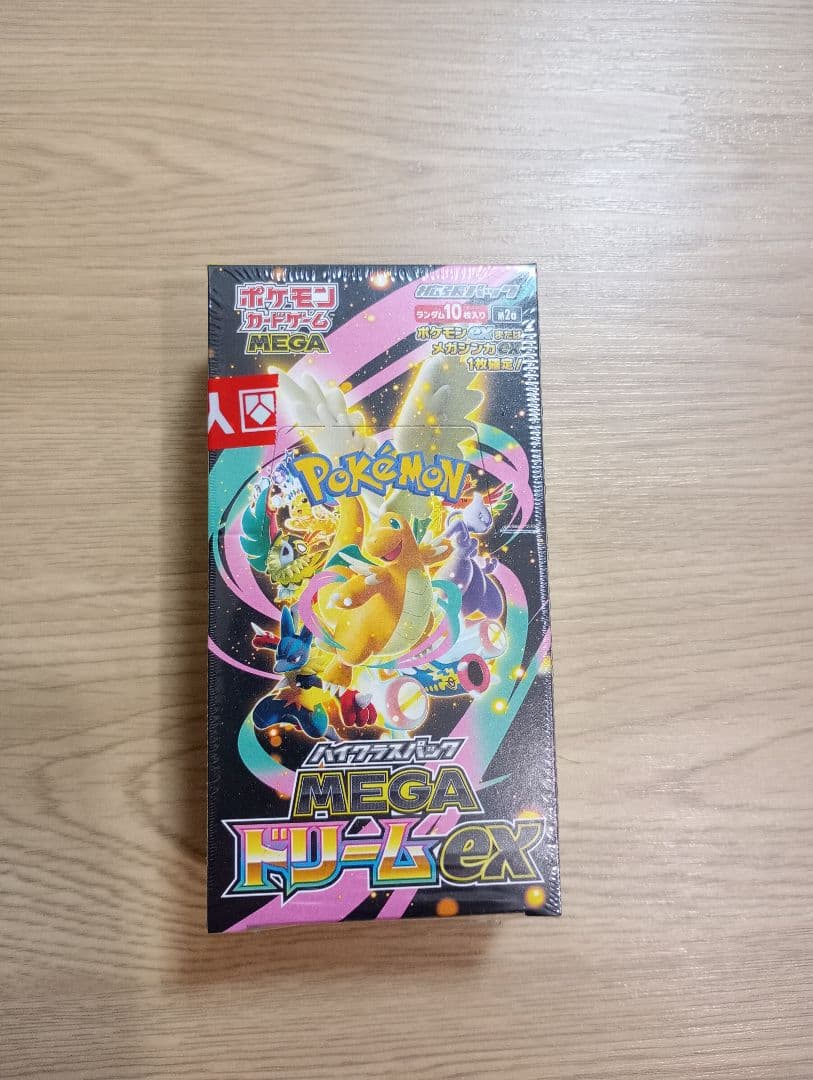 ポケモン
カードゲーム
MEGA
ハイクラスパック
ランダム10枚入り
ポケモンexまたは
メガシンカex
1枚確定!!
Pokémon
ハイクラスパック
MEGA
ドリームex